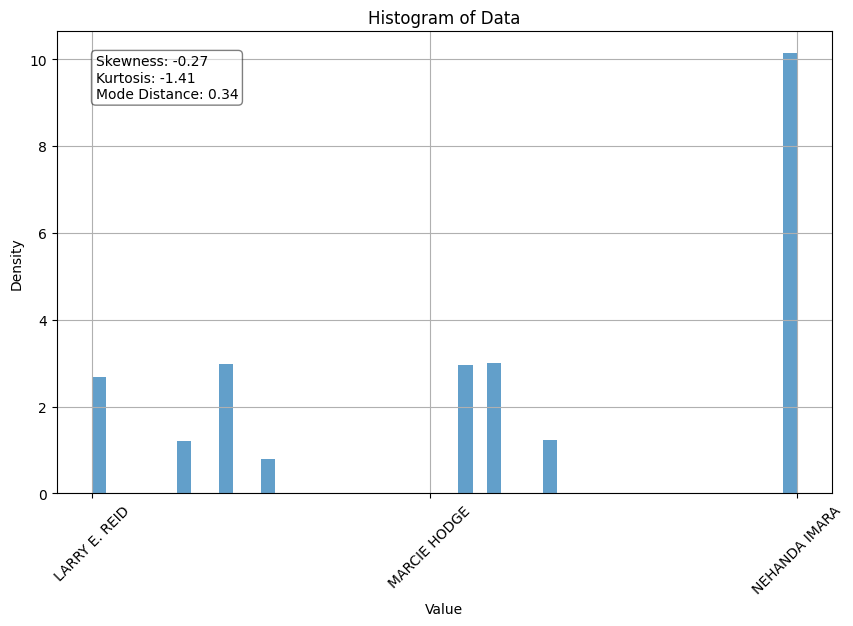 Histogram of Data
Skewness: -0.27
Kurtosis: -1.41
Mode Distance: 0.34
Density
10
8
6
4
2
0
LARRY E. REID
MARCIE HODGE
NEHANDA IMARA
Value